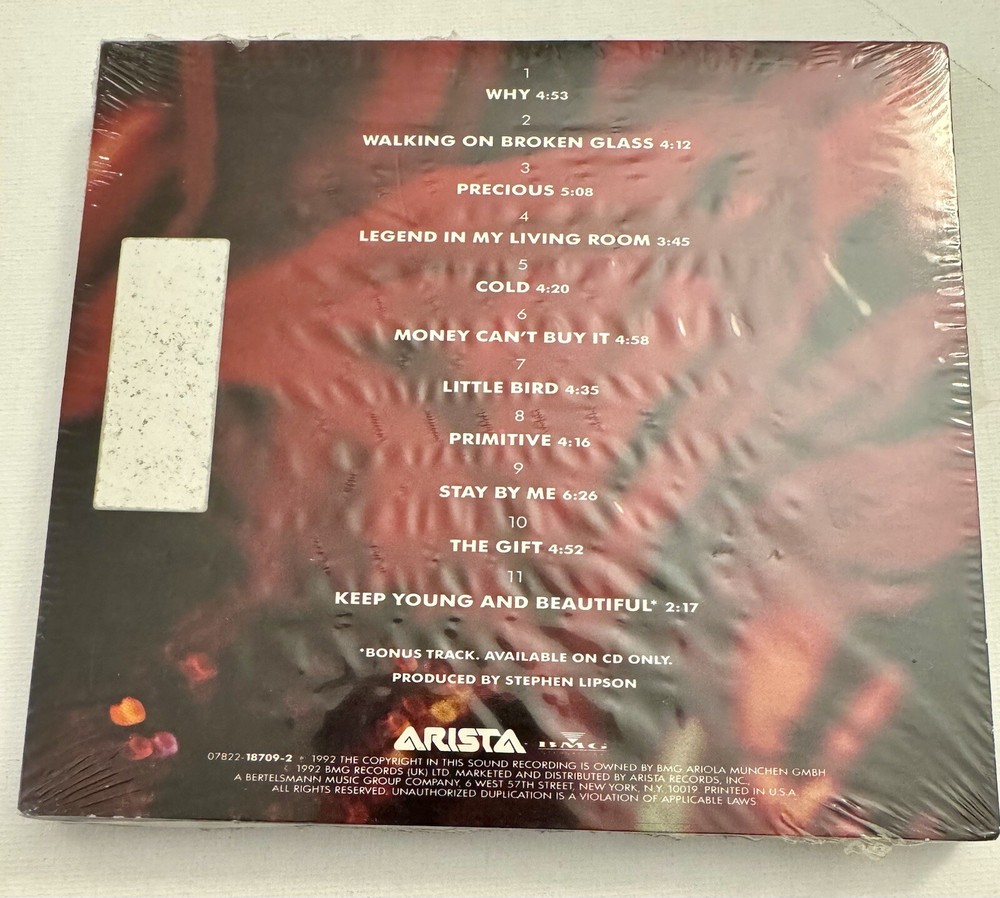 1
WHY 4:53
2
WALKING ON BROKEN GLASS 4:12
3
PRECIOUS 5:08
4
LEGEND IN MY LIVING ROOM 3:45
5
COLD 4:20
6
MONEY CAN'T BUY IT 4:58
7
LITTLE BIRD 4:35
8
PRIMITIVE 4:16
9
STAY BY ME 6:26
10
THE GIFT 4:52
11
KEEP YOUNG AND BEAUTIFUL* 2:17
*BONUS TRACK. AVAILABLE ON CD ONLY.
PRODUCED BY STEPHEN LIPSON
ARISTA BMG
07822-18709-2 ℗ 1992 THE COPYRIGHT IN THIS SOUND RECORDING IS OWNED BY BMG ARIOLA MUNCHEN GMBH
1992 BMG RECORDS (UK) LTD. MARKETED AND DISTRIBUTED BY ARISTA RECORDS, INC.,
A BERTELSMANN MUSIC GROUP COMPANY, 6 WEST 57TH STREET, NEW YORK, N.Y. 10019. PRINTED IN U.S.A.
ALL RIGHTS RESERVED. UNAUTHORIZED DUPLICATION IS A VIOLATION OF APPLICABLE LAWS.